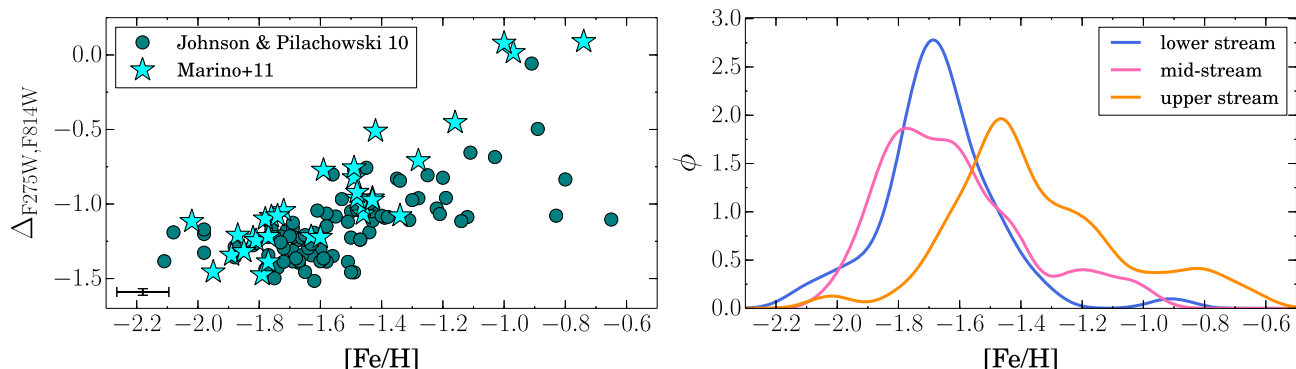 Johnson & Pilachowski 10
Marino+11
0.0
−0.5
−1.0
−1.5
ΔF275W,F814W
−2.2 −2.0 −1.8 −1.6 −1.4 −1.2 −1.0 −0.8 −0.6
[Fe/H]
lower stream
mid-stream
upper stream
3.0
2.5
2.0
1.5
1.0
0.5
0.0
ϕ
−2.2 −2.0 −1.8 −1.6 −1.4 −1.2 −1.0 −0.8 −0.6
[Fe/H]